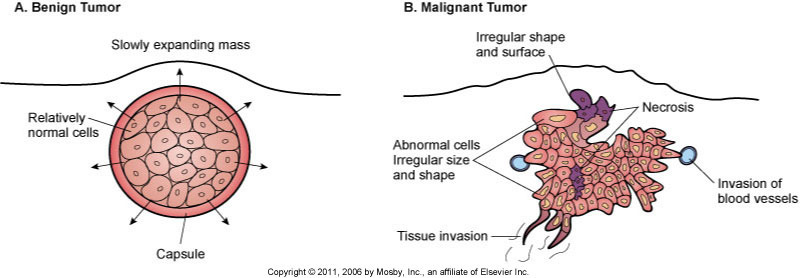 A. Benign Tumor
Slowly expanding mass
Relatively
normal cells
Capsule
B. Malignant Tumor
Irregular shape
and surface
Necrosis
Abnormal cells
Irregular size
and shape
Invasion of
blood vessels
Tissue invasion
Copyright © 2011, 2006 by Mosby, Inc., an affiliate of Elsevier Inc.